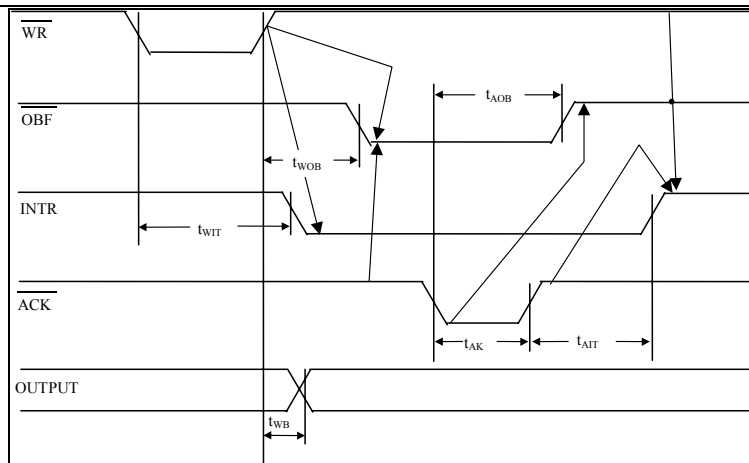 WR
tAOB
OBF
tWOB
INTR
tWIT
ACK
tAK
tAIT
OUTPUT
tWB